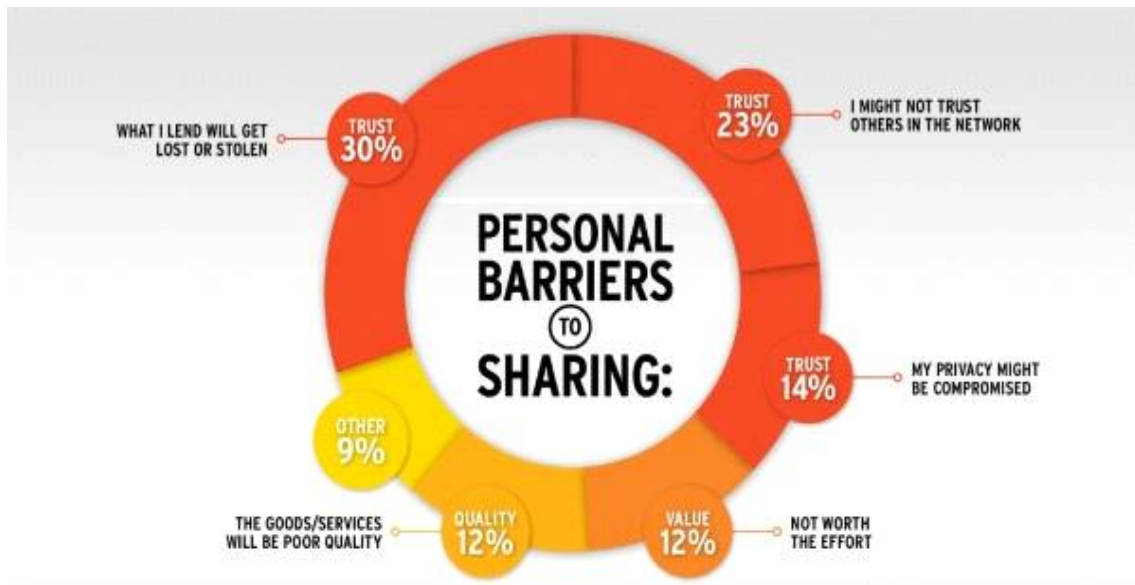 PERSONAL
BARRIERS
TO
SHARING:
TRUST
23%
I MIGHT NOT TRUST
OTHERS IN THE NETWORK
TRUST
14%
MY PRIVACY MIGHT
BE COMPROMISED
VALUE
12%
NOT WORTH
THE EFFORT
QUALITY
12%
THE GOODS/SERVICES
WILL BE POOR QUALITY
OTHER
9%
TRUST
30%
WHAT I LEND WILL GET
LOST OR STOLEN